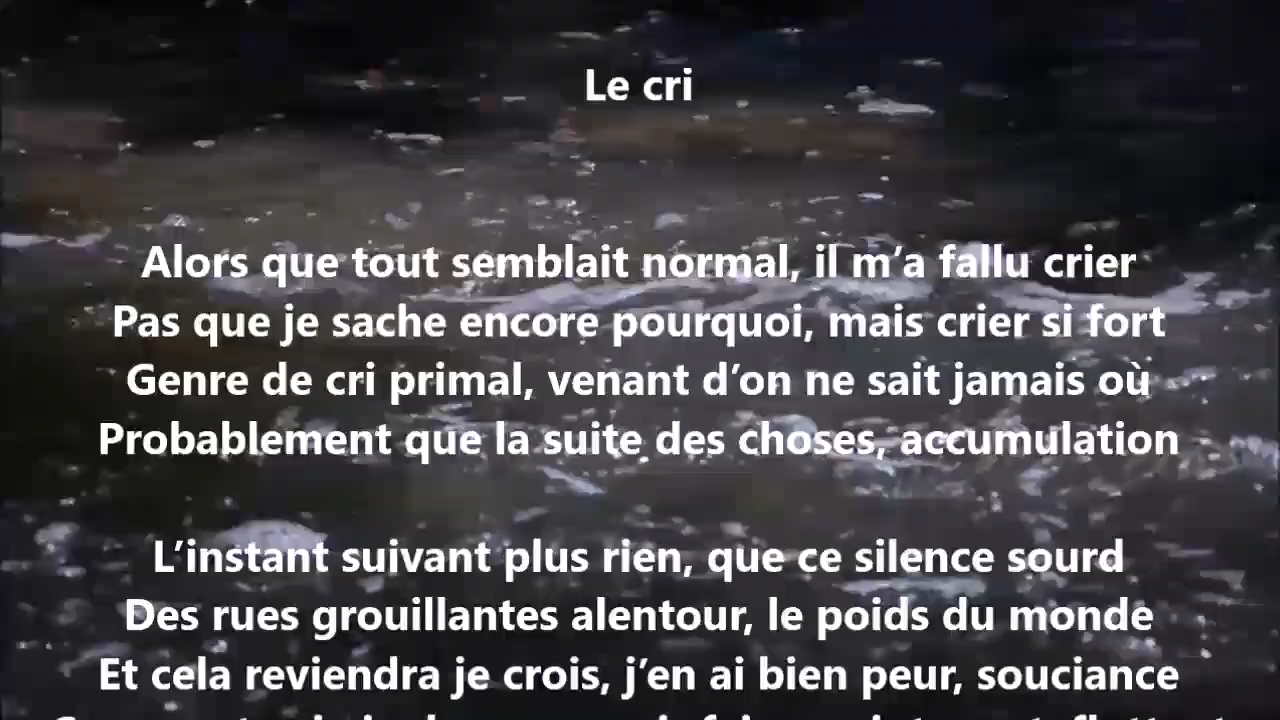 Le cri
Alors que tout semblait normal, il m’a fallu crier
Pas que je sache encore pourquoi, mais crier si fort
Genre de cri primal, venant d’on ne sait jamais où
Probablement que la suite des choses, accumulation
L’instant suivant plus rien, que ce silence sourd
Des rues grouillantes alentour, le poids du monde
Et cela reviendra je crois, j’en ai bien peur, souciance